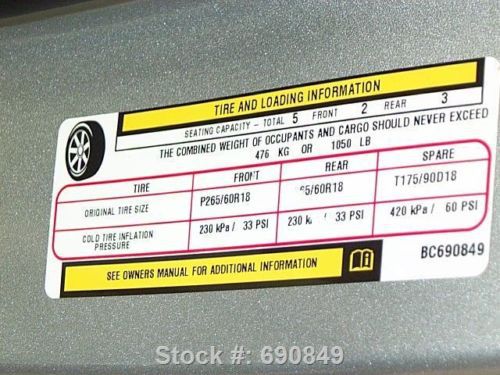 TIRE AND LOADING INFORMATION
SEATING CAPACITY - TOTAL 5 FRONT 2 REAR 3
THE COMBINED WEIGHT OF OCCUPANTS AND CARGO SHOULD NEVER EXCEED
476 KG OR 1050 LB
TIRE FRONT REAR SPARE
ORIGINAL TIRE SIZE P265/60R18 65/60R18 T175/90D18
COLD TIRE INFLATION PRESSURE 230 kPa / 33 PSI 230 k / 33 PSI 420 kPa / 60 PSI
SEE OWNERS MANUAL FOR ADDITIONAL INFORMATION
BC690849
Stock #: 690849